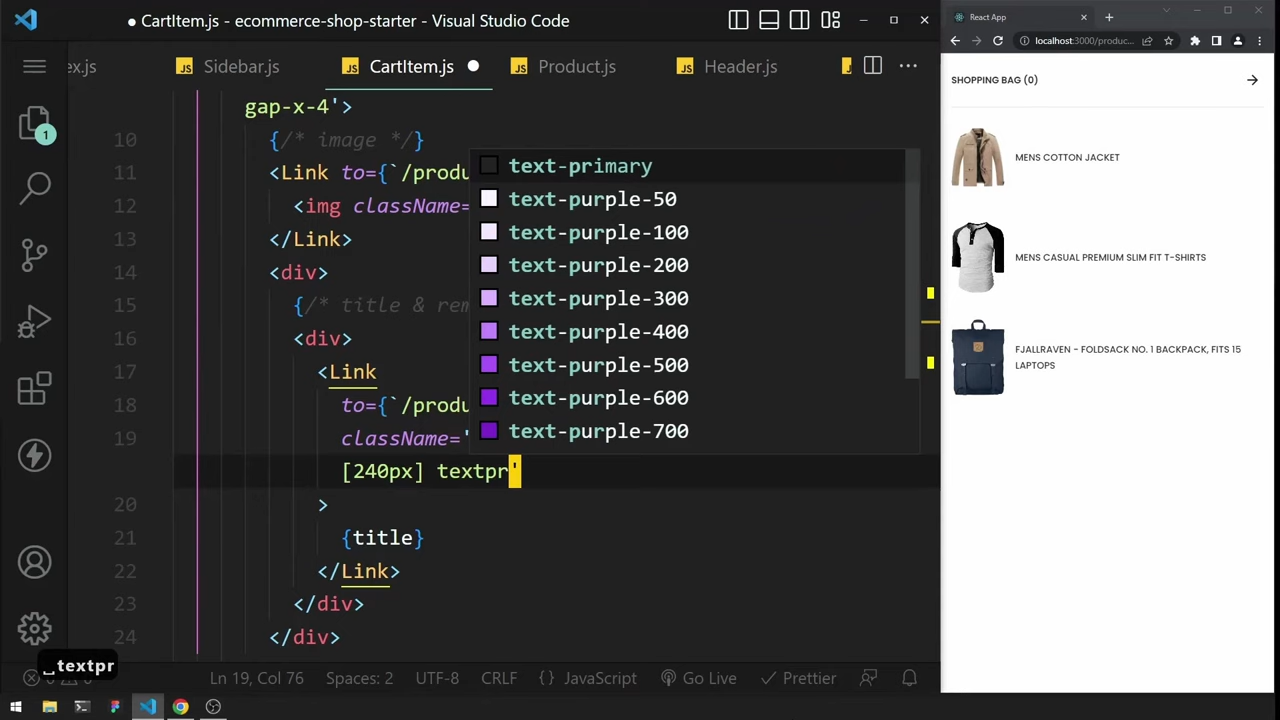 CartItem.js - ecommerce-shop-starter - Visual Studio Code
ex.js
Sidebar.js
CartItem.js
Product.js
Header.js
gap-x-4'>
10 {/* image */}
11 <Link to={`/produ
12 <img className=
13 </Link>
14 <div>
15 {/* title & rem
16 <div>
17 <Link
18 to={`/produ
19 className='
[240px] textpr'
20 >
21 {title}
22 </Link>
23 </div>
24 </div>
text-primary
text-purple-50
text-purple-100
text-purple-200
text-purple-300
text-purple-400
text-purple-500
text-purple-600
text-purple-700
1
␣textpr
Ln 19, Col 76
Spaces: 2
UTF-8
CRLF
{ } JavaScript
Go Live
Prettier
React App
localhost:3000/produc...
SHOPPING BAG (0)
MENS COTTON JACKET
MENS CASUAL PREMIUM SLIM FIT T-SHIRTS
FJALLRAVEN - FOLDSACK NO. 1 BACKPACK, FITS 15
LAPTOPS